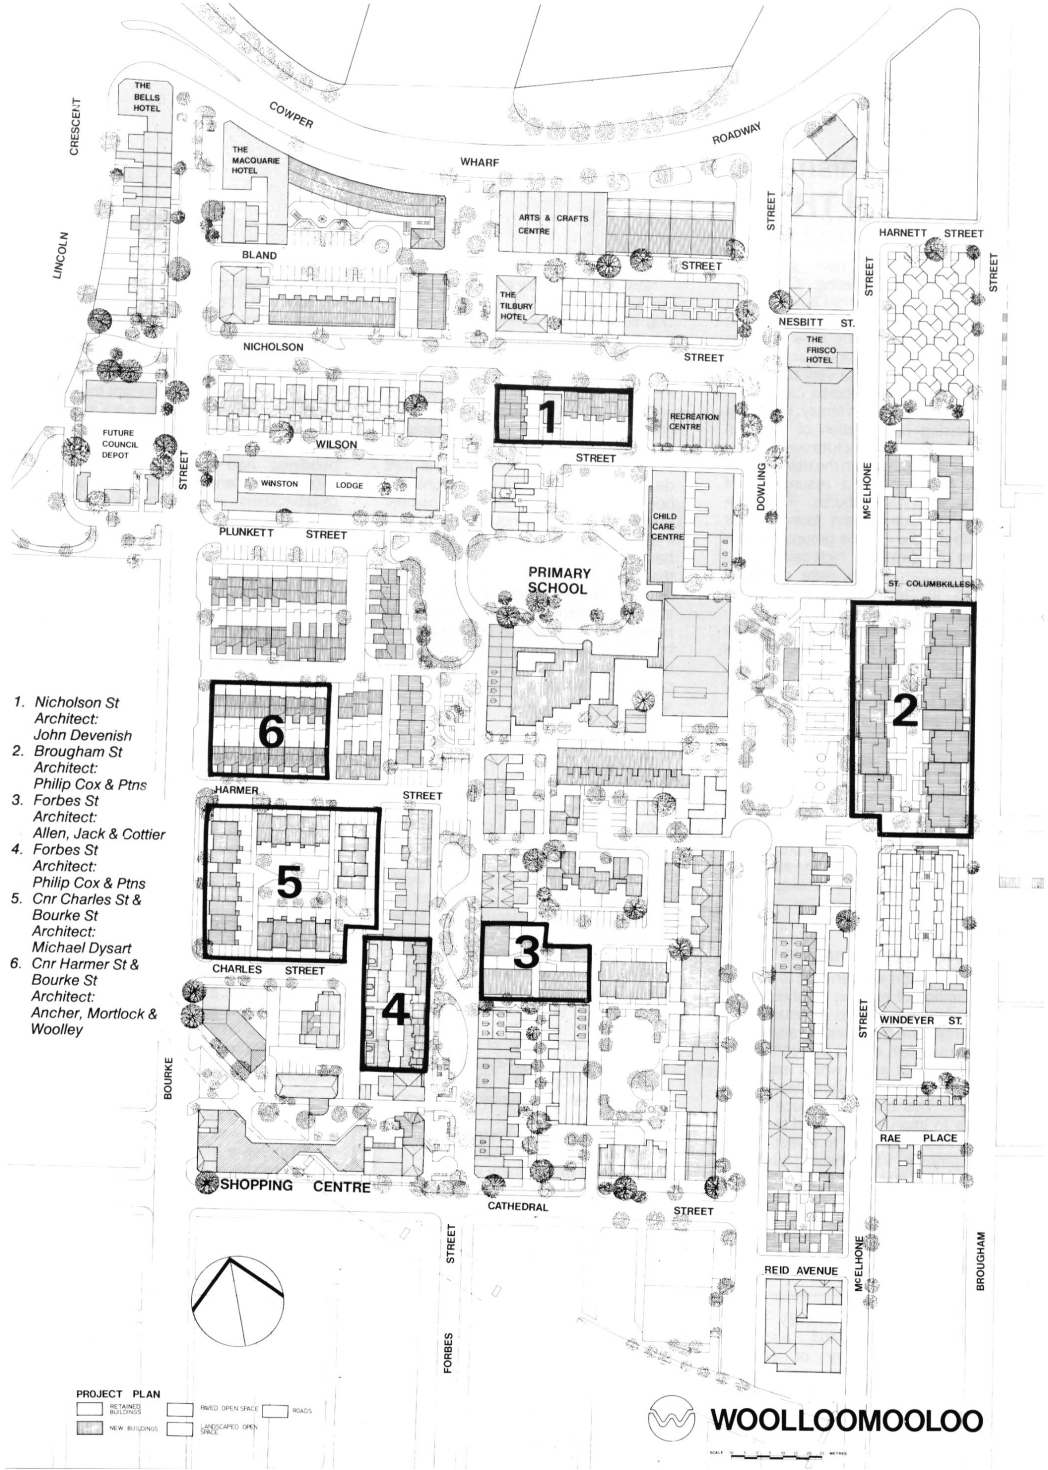 THE
BELLS
HOTEL
CRESCENT
LINCOLN
COWPER
WHARF
ROADWAY
THE
MACQUARIE
HOTEL
ARTS & CRAFTS
CENTRE
STREET
HARNETT STREET
STREET
STREET
BLAND
STREET
THE
TILBURY
HOTEL
NESBITT ST.
THE
FRISCO
HOTEL
NICHOLSON
STREET
1
RECREATION
CENTRE
FUTURE
COUNCIL
DEPOT
STREET
WILSON
STREET
WINSTON LODGE
DOWLING
McELHONE
CHILD
CARE
CENTRE
PLUNKETT STREET
PRIMARY
SCHOOL
ST. COLUMBKILLES
2
6
HARMER
STREET
1. Nicholson St
Architect:
John Devenish
2. Brougham St
Architect:
Philip Cox & Ptns
3. Forbes St
Architect:
Allen, Jack & Cottier
4. Forbes St
Architect:
Philip Cox & Ptns
5. Cnr Charles St &
Bourke St
Architect:
Michael Dysart
6. Cnr Harmer St &
Bourke St
Architect:
Ancher, Mortlock &
Woolley
5
3
CHARLES STREET
4
STREET
WINDEYER ST.
BOURKE
RAE PLACE
SHOPPING CENTRE
CATHEDRAL
STREET
STREET
FORBES
McELHONE
BROUGHAM
REID AVENUE
PROJECT PLAN
RETAINED
BUILDINGS
PAVED OPEN SPACE
ROADS
NEW BUILDINGS
LANDSCAPED OPEN
SPACE
WOOLLOOMOOLOO
SCALE
METRES